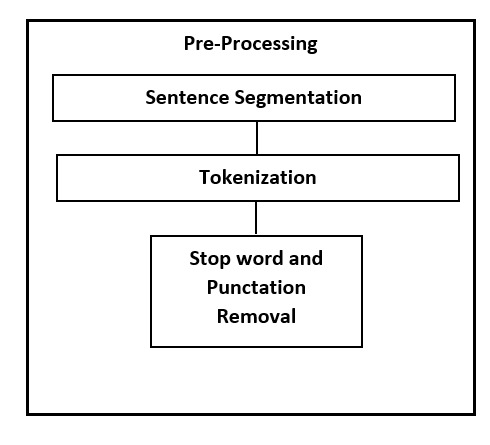 Pre-Processing
Sentence Segmentation
Tokenization
Stop word and
Punctation
Removal